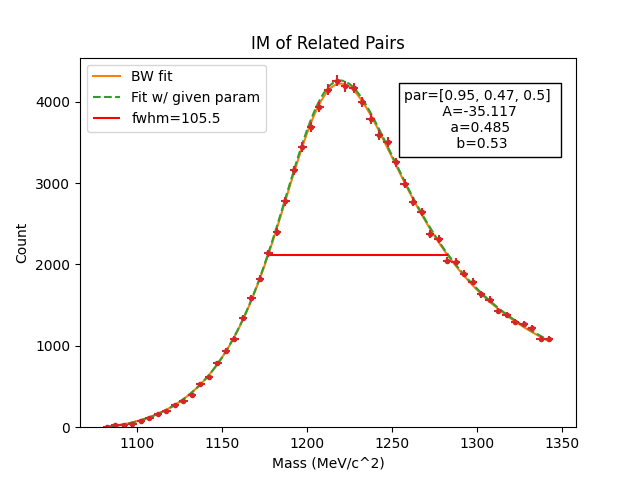 IM of Related Pairs
BW fit
Fit w/ given param
fwhm=105.5
par=[0.95, 0.47, 0.5]
A=-35.117
a=0.485
b=0.53
Count
4000
3000
2000
1000
0
1100
1150
1200
1250
1300
1350
Mass (MeV/c^2)